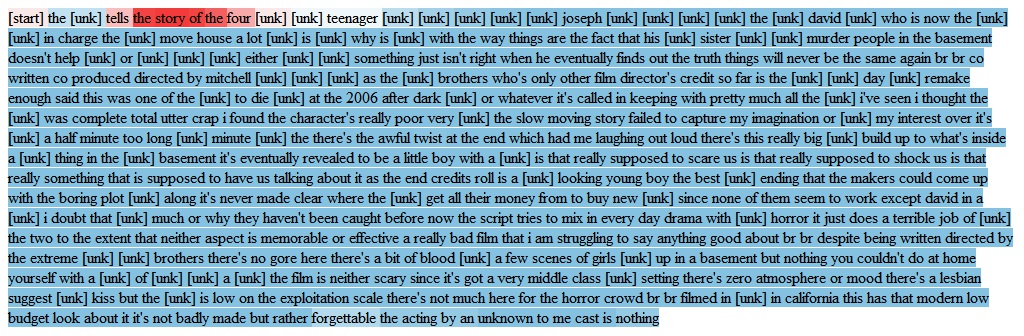 [start] the [unk] tells the story of the four [unk] [unk] teenager [unk] [unk] [unk] [unk] [unk] joseph [unk] [unk] [unk] [unk] the [unk] david [unk] who is now the [unk]
[unk] in charge the [unk] move house a lot [unk] is [unk] why is [unk] with the way things are the fact that his [unk] sister [unk] [unk] murder people in the basement
doesn't help [unk] or [unk] [unk] [unk] either [unk] [unk] something just isn't right when he eventually finds out the truth things will never be the same again br br co
written co produced directed by mitchell [unk] [unk] [unk] as the [unk] brothers who's only other film director's credit so far is the [unk] [unk] day [unk] remake
enough said this was one of the [unk] to die [unk] at the 2006 after dark [unk] or whatever it's called in keeping with pretty much all the [unk] i've seen i thought the
[unk] was complete total utter crap i found the character's really poor very [unk] the slow moving story failed to capture my imagination or [unk] my interest over it's
[unk] a half minute too long [unk] minute [unk] the there's the awful twist at the end which had me laughing out loud there's this really big [unk] build up to what's inside
a [unk] thing in the [unk] basement it's eventually revealed to be a little boy with a [unk] is that really supposed to scare us is that really supposed to shock us is that
really something that is supposed to have us talking about it as the end credits roll is a [unk] looking young boy the best [unk] ending that the makers could come up
with the boring plot [unk] along it's never made clear where the [unk] get all their money from to buy new [unk] since none of them seem to work except david in a
[unk] i doubt that [unk] much or why they haven't been caught before now the script tries to mix in every day drama with [unk] horror it just does a terrible job of [unk]
the two to the extent that neither aspect is memorable or effective a really bad film that i am struggling to say anything good about br br despite being written directed by
the extreme [unk] brothers there's no gore here there's a bit of blood [unk] a few scenes of girls [unk] up in a basement but nothing you couldn't do at home
yourself with a [unk] of [unk] [unk] a [unk] the film is neither scary since it's got a very middle class [unk] setting there's zero atmosphere or mood there's a lesbian
suggest [unk] kiss but the [unk] is low on the exploitation scale there's not much here for the horror crowd br br filmed in [unk] in california this has that modern low
budget look about it it's not badly made but rather forgettable the acting by an unknown to me cast is nothing